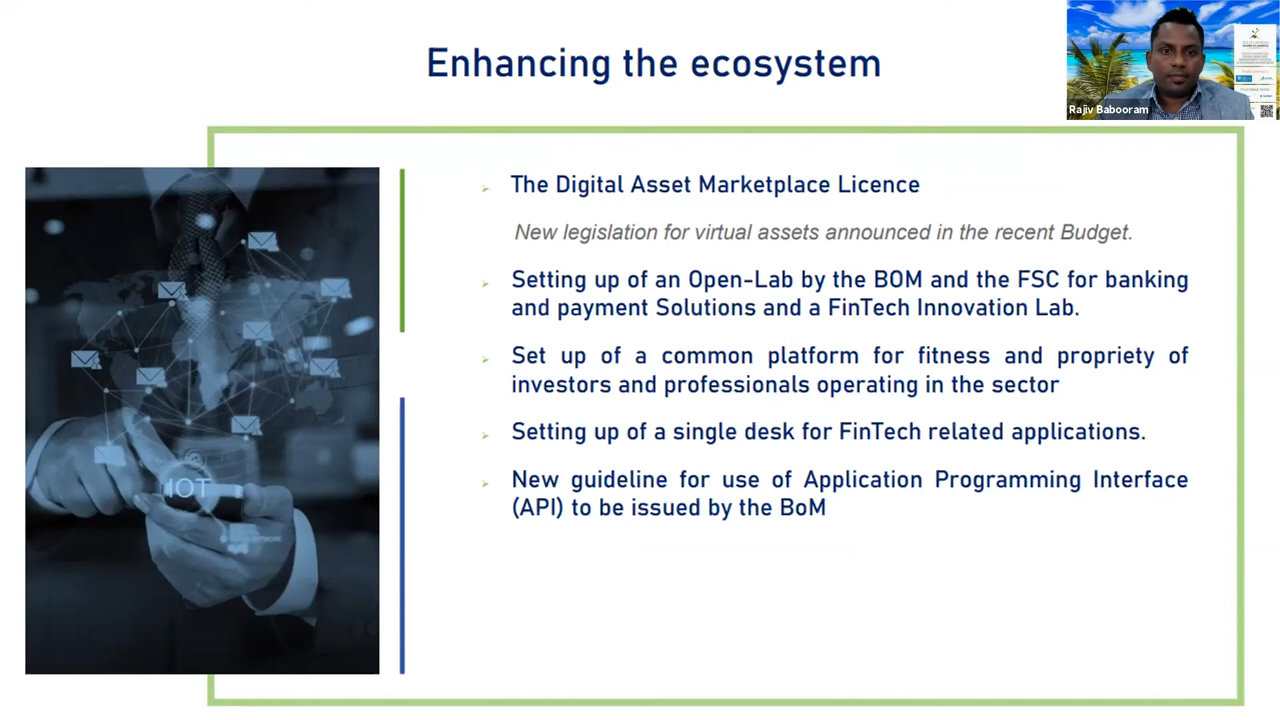 Enhancing the ecosystem
Rajiv Babooram
The Digital Asset Marketplace Licence
New legislation for virtual assets announced in the recent Budget.
Setting up of an Open-Lab by the BOM and the FSC for banking
and payment Solutions and a FinTech Innovation Lab.
Set up of a common platform for fitness and propriety of
investors and professionals operating in the sector
Setting up of a single desk for FinTech related applications.
New guideline for use of Application Programming Interface
(API) to be issued by the BoM
IOT